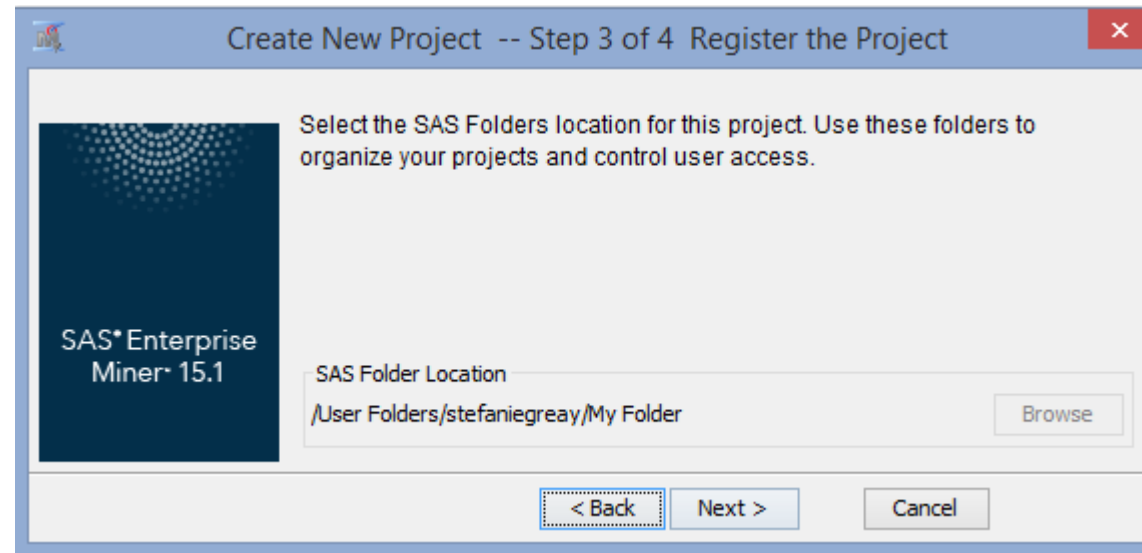 Create New Project -- Step 3 of 4 Register the Project
Select the SAS Folders location for this project. Use these folders to
organize your projects and control user access.
SAS® Enterprise
Miner™ 15.1
SAS Folder Location
/User Folders/stefaniegreay/My Folder
Browse
< Back
Next >
Cancel